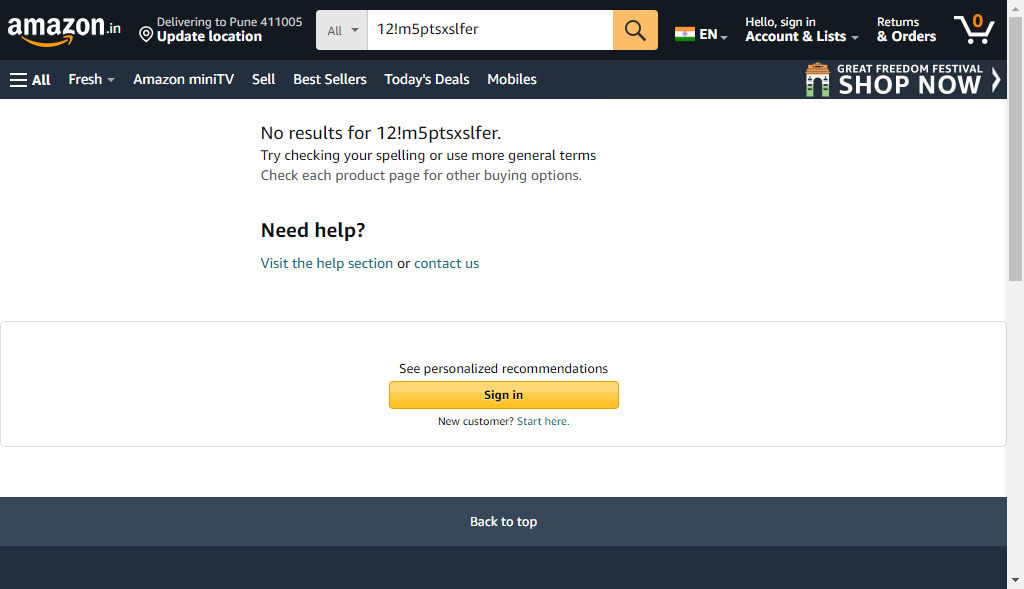 amazon.in
Delivering to Pune 411005
Update location
All
12!m5ptsxslfer
EN
Hello, sign in
Account & Lists
Returns
& Orders
0
All
Fresh
Amazon miniTV
Sell
Best Sellers
Today's Deals
Mobiles
GREAT FREEDOM FESTIVAL
SHOP NOW
No results for 12!m5ptsxslfer.
Try checking your spelling or use more general terms
Check each product page for other buying options.
Need help?
Visit the help section or contact us
See personalized recommendations
Sign in
New customer? Start here.
Back to top